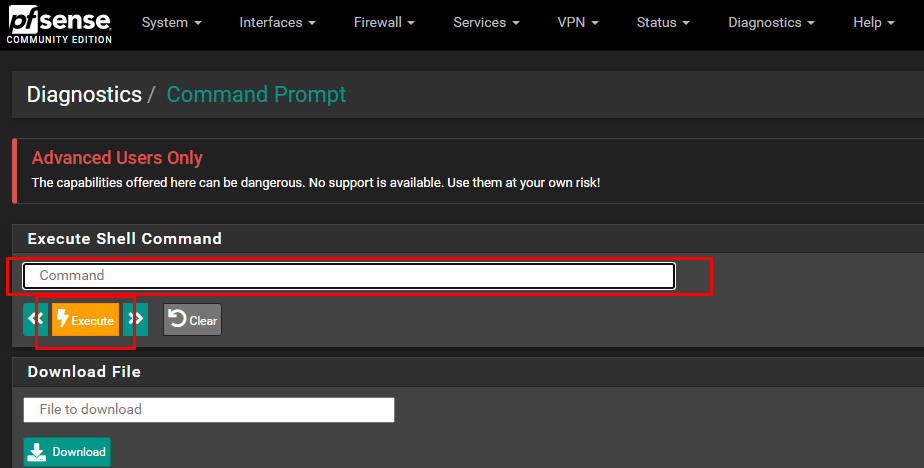 pfsense
COMMUNITY EDITION
System Interfaces Firewall Services VPN Status Diagnostics Help
Diagnostics / Command Prompt
Advanced Users Only
The capabilities offered here can be dangerous. No support is available. Use them at your own risk!
Execute Shell Command
Command
Execute Clear
Download File
File to download
Download